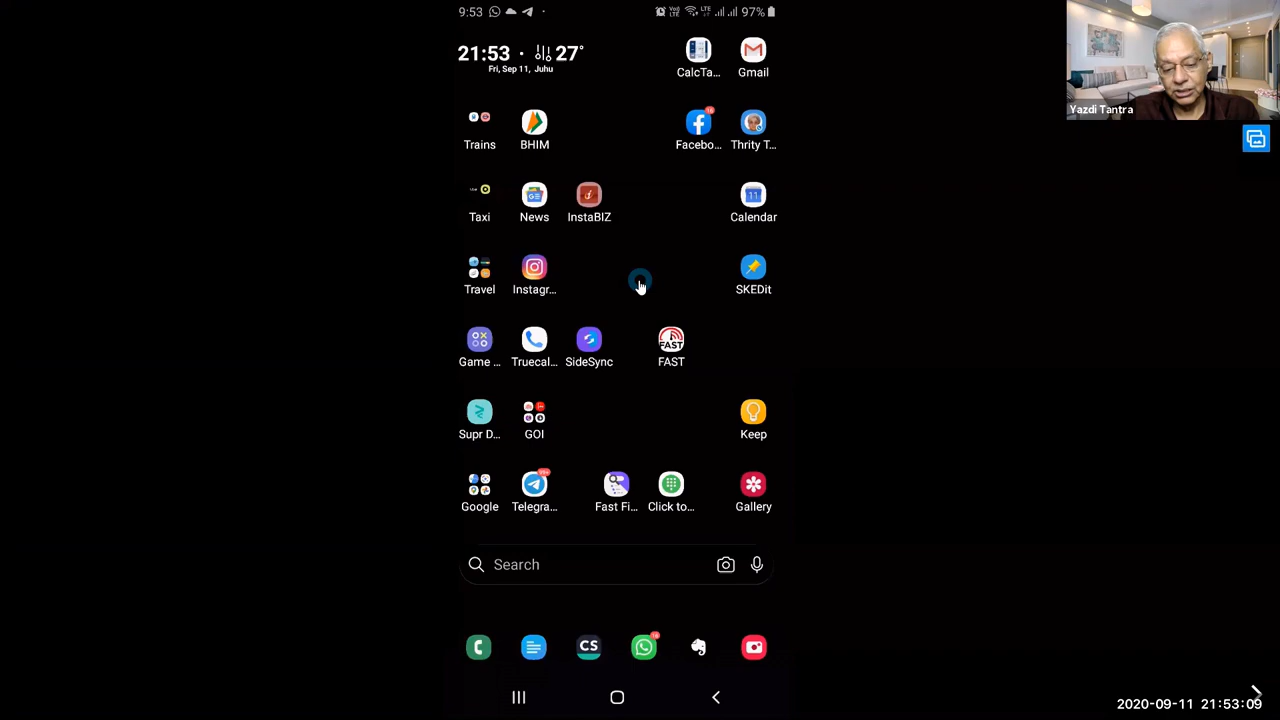 9:53
97%
21:53 · 27°
Fri, Sep 11, Juhu
CalcTa...
Gmail
Trains
BHIM
Facebo...
Thrity T...
Taxi
News
InstaBIZ
Calendar
Travel
Instagr...
SKEDit
Game ...
Truecal...
SideSync
FAST
FAST
Supr D...
GOI
Keep
Google
Telegra...
Fast Fi...
Click to...
Gallery
Search
CS
Yazdi Tantra
2020-09-11 21:53:09